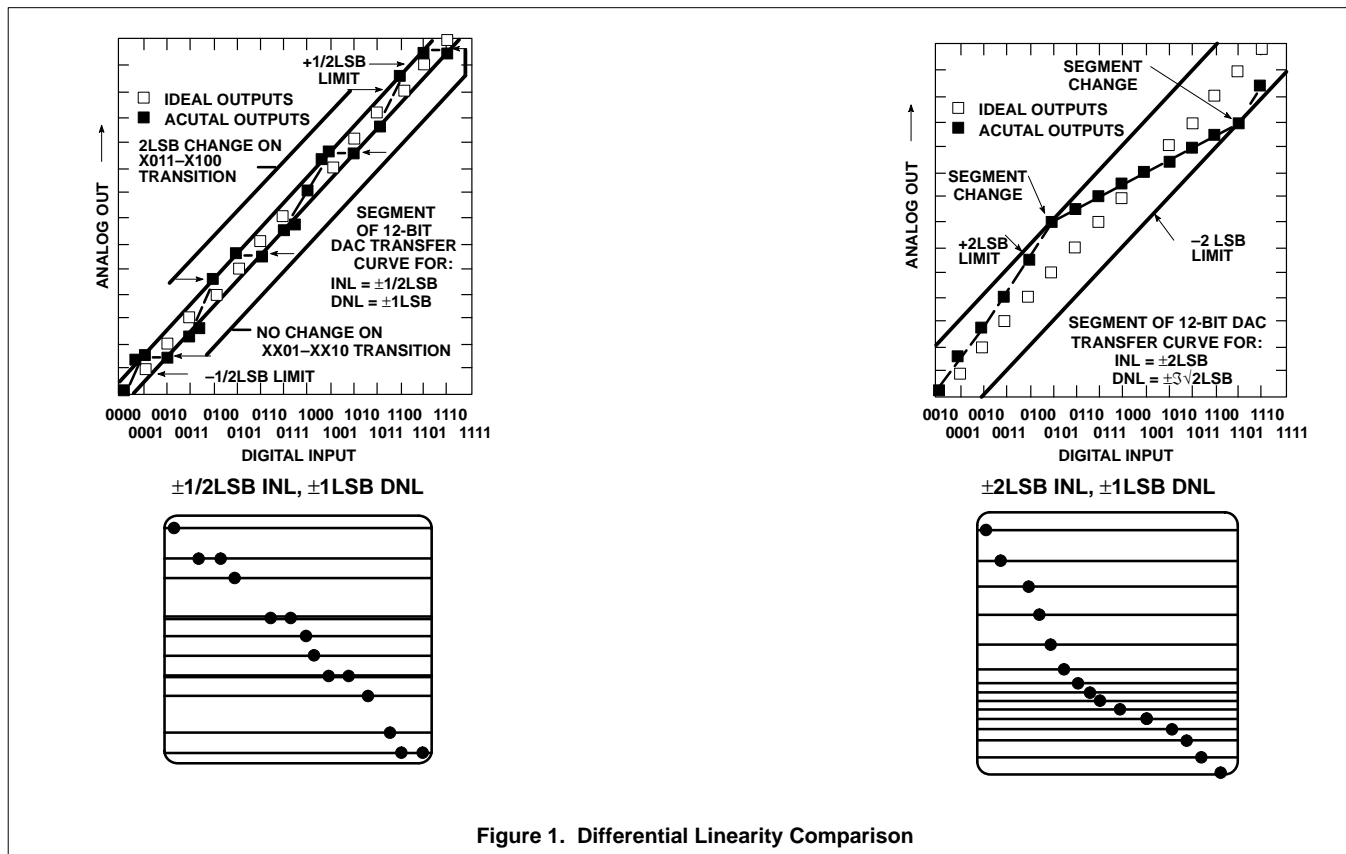 +1/2LSB
LIMIT
IDEAL OUTPUTS
ACUTAL OUTPUTS
2LSB CHANGE ON
X011–X100
TRANSITION
ANALOG OUT
SEGMENT
OF 12-BIT
DAC TRANSFER
CURVE FOR:
INL = ±1/2LSB
DNL = ±1LSB
NO CHANGE ON
XX01–XX10 TRANSITION
–1/2LSB LIMIT
0000 0010 0100 0110 1000 1010 1100 1110
0001 0011 0101 0111 1001 1011 1101 1111
DIGITAL INPUT
±1/2LSB INL, ±1LSB DNL
SEGMENT
CHANGE
IDEAL OUTPUTS
ACUTAL OUTPUTS
ANALOG OUT
SEGMENT
CHANGE
+2LSB
LIMIT
–2 LSB
LIMIT
SEGMENT OF 12-BIT DAC
TRANSFER CURVE FOR:
INL = ±2LSB
DNL = ±ℑ√2LSB
0010 0010 0100 0110 1000 1010 1100 1110
0001 0011 0101 0111 1001 1011 1101 1111
DIGITAL INPUT
±2LSB INL, ±1LSB DNL
Figure 1. Differential Linearity Comparison